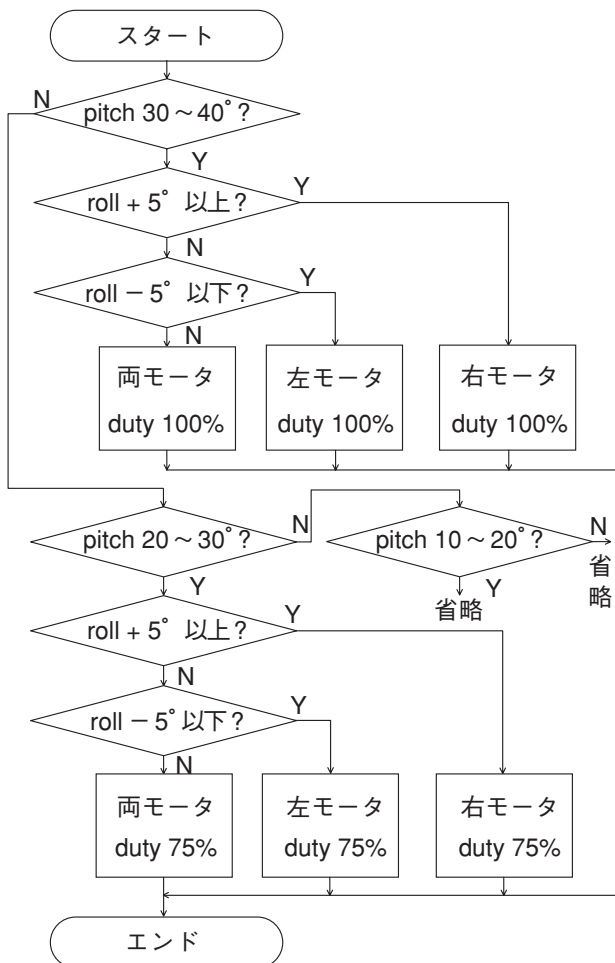 スタート
N
pitch 30～40°?
Y
roll + 5° 以上?
Y
N
roll － 5° 以下?
Y
N
両モータ
duty 100%
左モータ
duty 100%
右モータ
duty 100%
pitch 20～30°?
N
pitch 10～20°?
N
省略
Y
省略
Y
roll + 5° 以上?
Y
N
roll － 5° 以下?
Y
N
両モータ
duty 75%
左モータ
duty 75%
右モータ
duty 75%
エンド